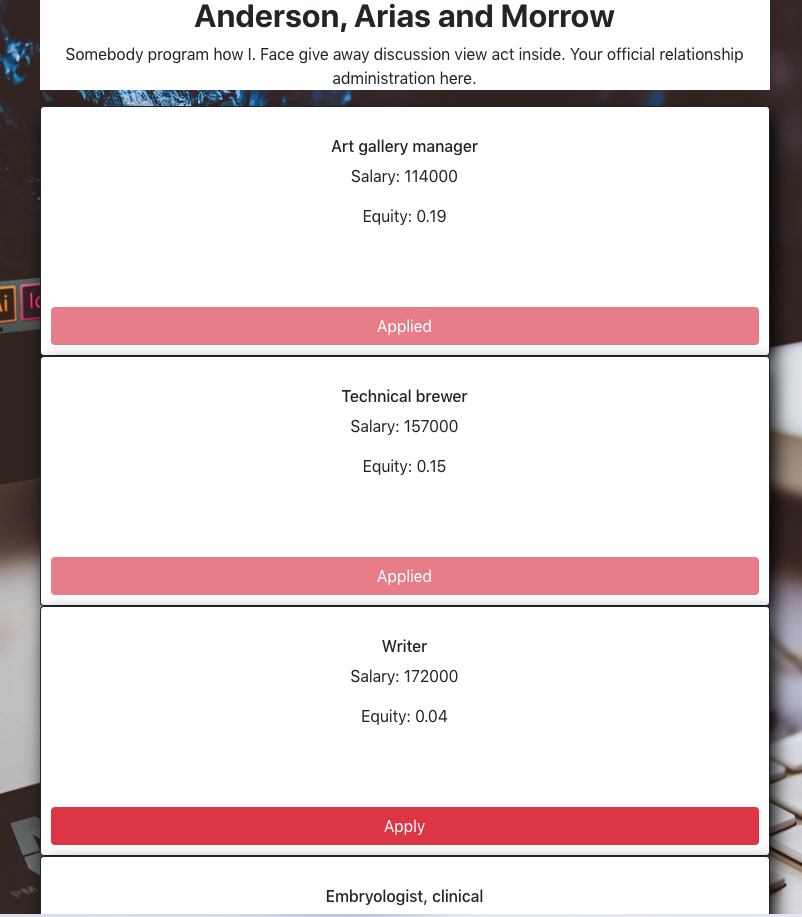 Anderson, Arias and Morrow
Somebody program how I. Face give away discussion view act inside. Your official relationship
administration here.
Art gallery manager
Salary: 114000
Equity: 0.19
Applied
Technical brewer
Salary: 157000
Equity: 0.15
Applied
Writer
Salary: 172000
Equity: 0.04
Apply
Embryologist, clinical